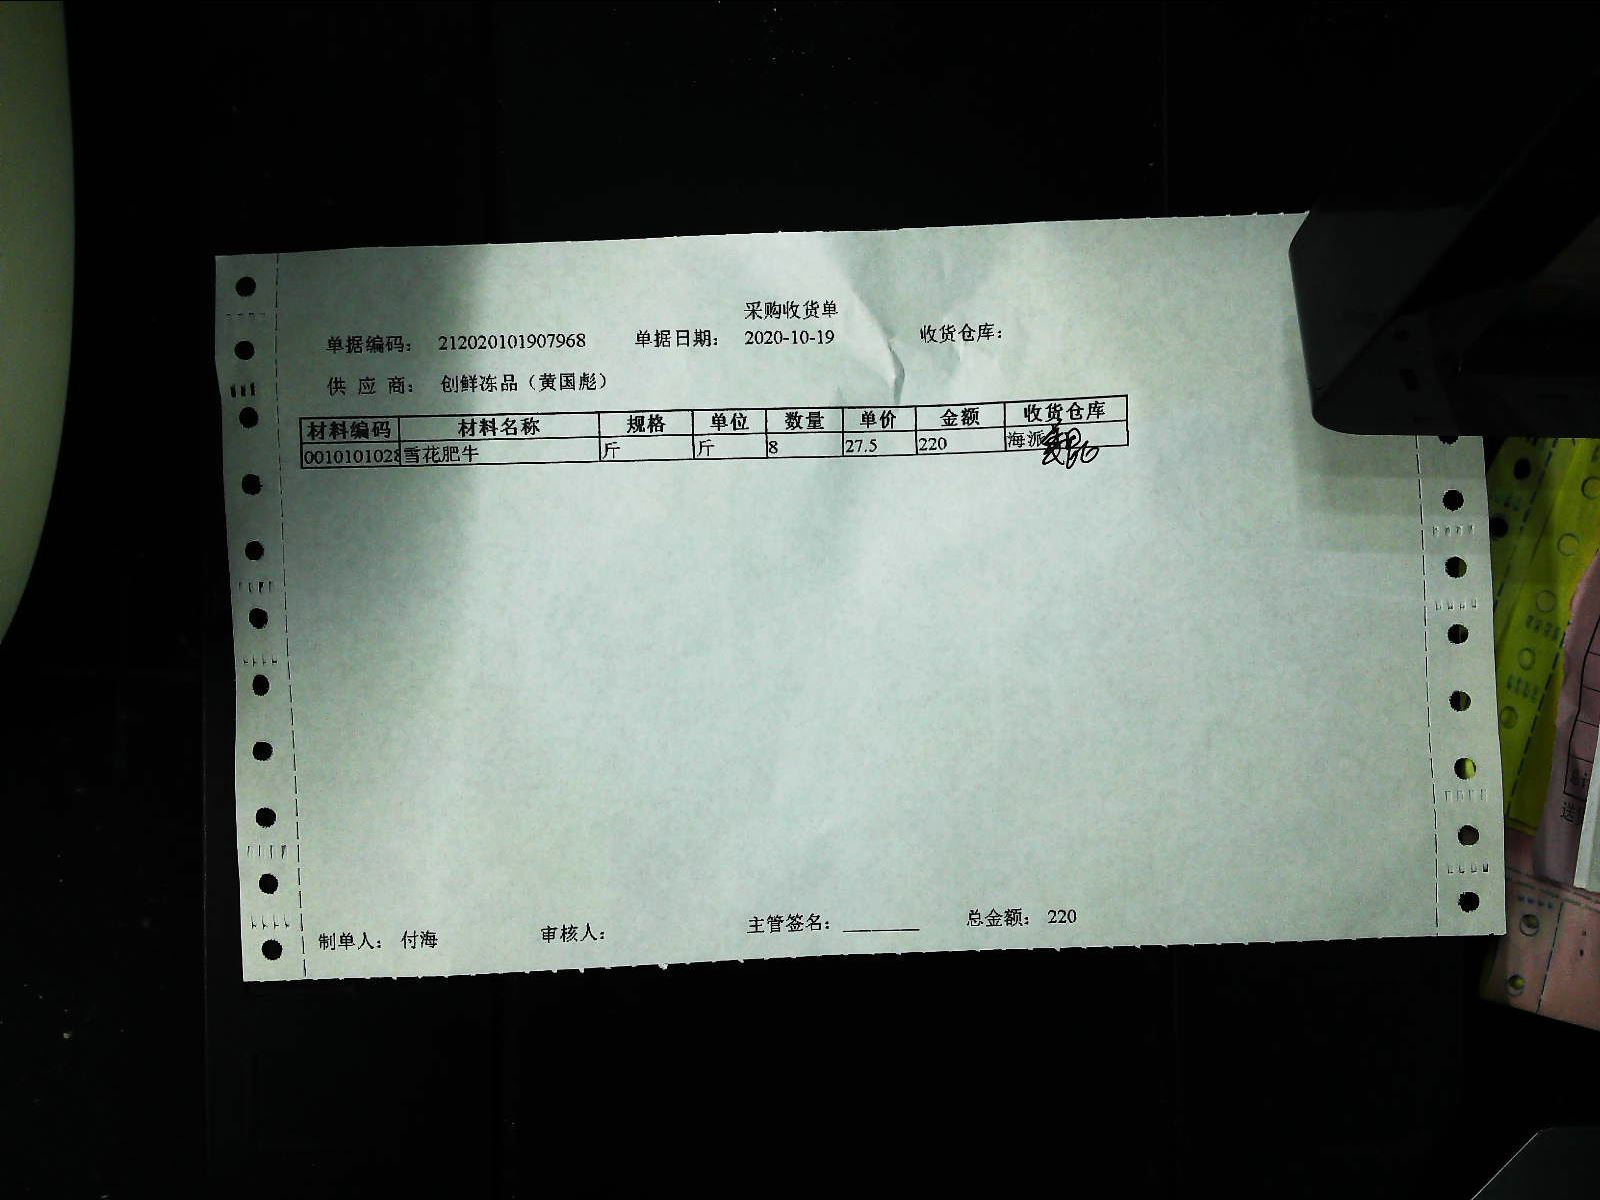 采购收货单
单据编码： 212020101907968 单据日期： 2020-10-19 收货仓库：
供 应 商： 创鲜冻品（黄国彪）
材料编码 材料名称 规格 单位 数量 单价 金额 收货仓库
0010101028 雪花肥牛 斤 斤 8 27.5 220 海派
制单人： 付海 审核人： 主管签名：________ 总金额： 220